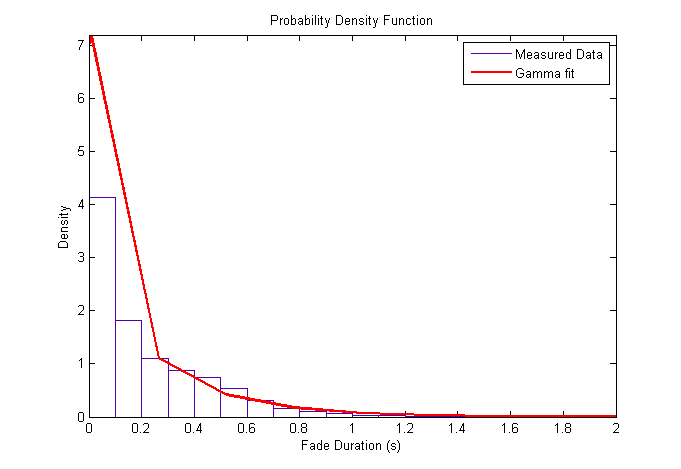 Probability Density Function
Measured Data
Gamma fit
7
6
5
4
3
2
1
0
Density
0 0.2 0.4 0.6 0.8 1 1.2 1.4 1.6 1.8 2
Fade Duration (s)